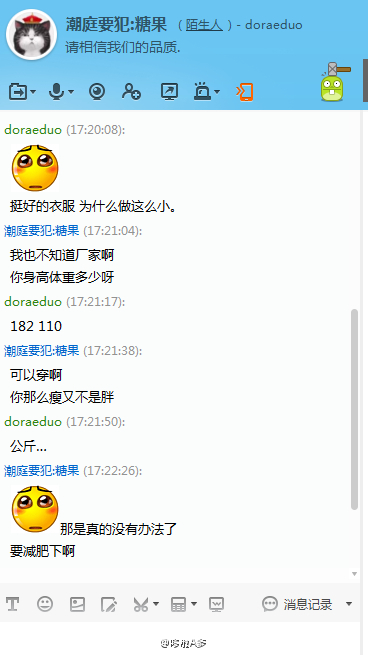 潮庭要犯:糖果 （陌生人）- doraeduo
请相信我们的品质.
doraeduo (17:20:08):
挺好的衣服 为什么做这么小。
潮庭要犯:糖果 (17:21:04):
我也不知道厂家啊
你身高体重多少呀
doraeduo (17:21:17):
182 110
潮庭要犯:糖果 (17:21:38):
可以穿啊
你那么瘦又不是胖
doraeduo (17:21:50):
公斤...
潮庭要犯:糖果 (17:22:26):
那是真的没有办法了
要减肥下啊
消息记录